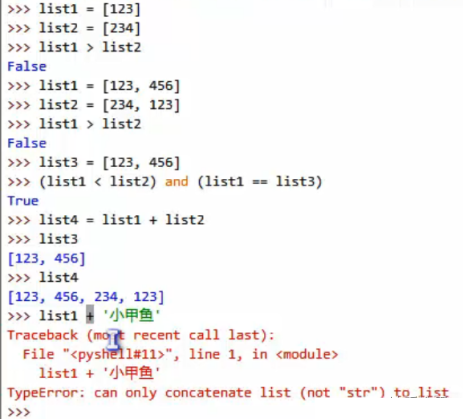 >>> list1 = [123]
>>> list2 = [234]
>>> list1 > list2
False
>>> list1 = [123, 456]
>>> list2 = [234, 123]
>>> list1 > list2
False
>>> list3 = [123, 456]
>>> (list1 < list2) and (list1 == list3)
True
>>> list4 = list1 + list2
>>> list3
[123, 456]
>>> list4
[123, 456, 234, 123]
>>> list1 + '小甲鱼'
Traceback (most recent call last):
  File "<pyshell#11>", line 1, in <module>
    list1 + '小甲鱼'
TypeError: can only concatenate list (not "str") to list
>>>